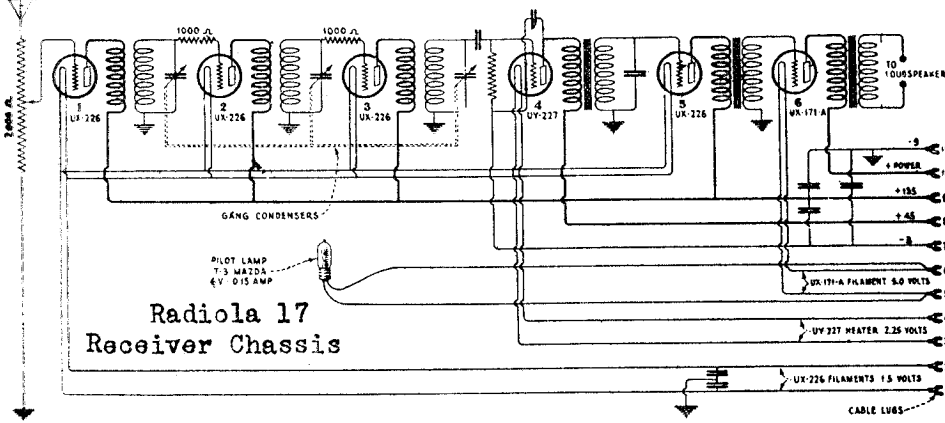 1000 Ω
1000 Ω
2000 Ω
1
UX-226
2
UX-226
3
UX-226
4
UY-227
5
UX-226
6
UX-171-A
TO
LOUDSPEAKER
-9
+ POWER
+135
+45
-3
GANG CONDENSERS
PILOT LAMP
T-3 MAZDA
6V-0.15 AMP
UX-171-A FILAMENT 5.0 VOLTS
Radiola 17
Receiver Chassis
UY-227 HEATER 2.25 VOLTS
UX-226 FILAMENTS 1.5 VOLTS
CABLE LUGS